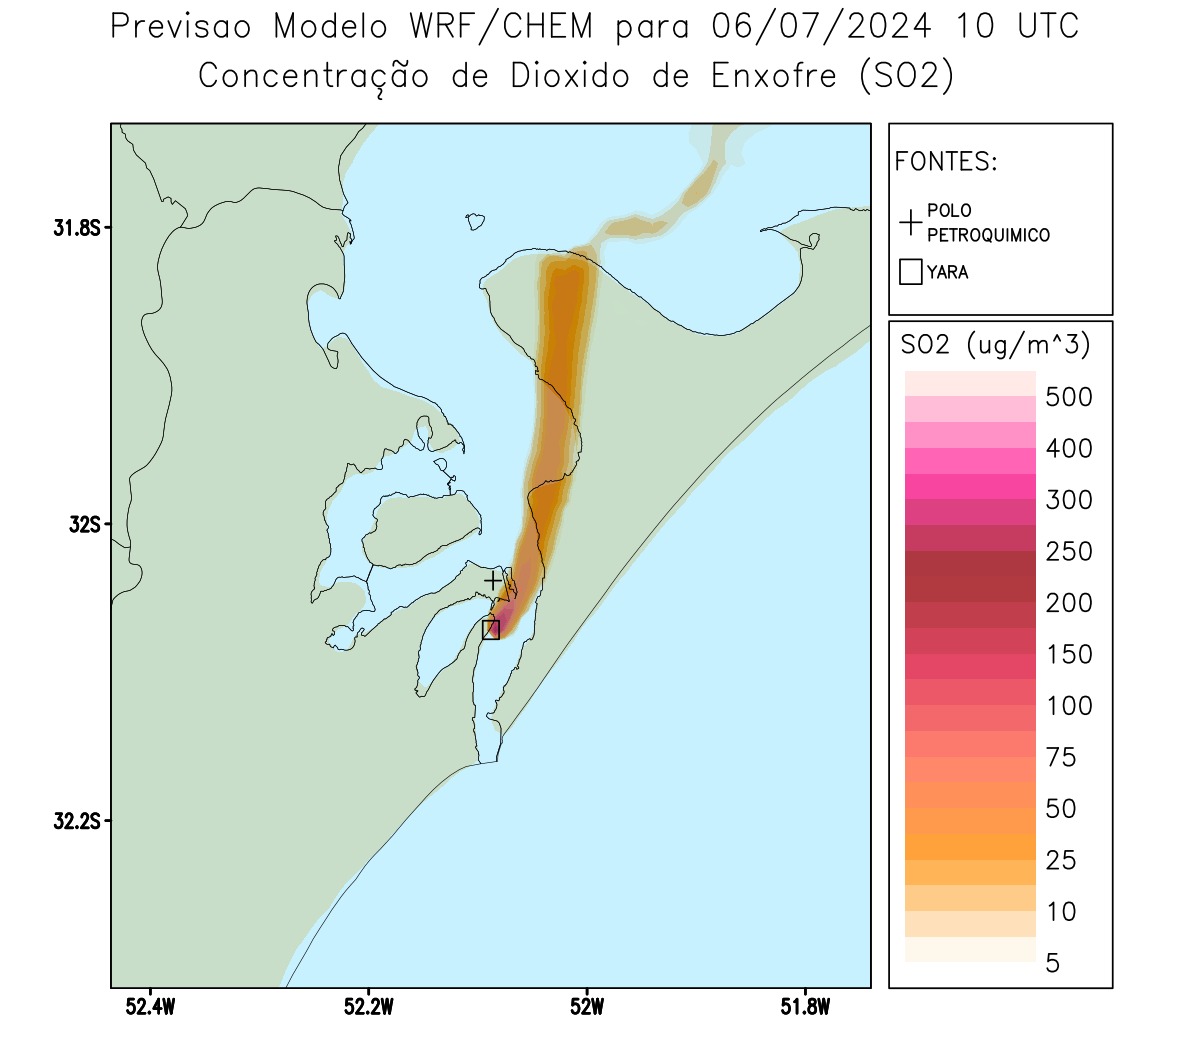 Previsao Modelo WRF/CHEM para 06/07/2024 10 UTC
Concentração de Dioxido de Enxofre (SO2)
FONTES:
POLO
PETROQUIMICO
YARA
SO2 (ug/m^3)
500
400
300
250
200
150
100
75
50
25
10
5
31.8S
32S
32.2S
52.4W
52.2W
52W
51.8W